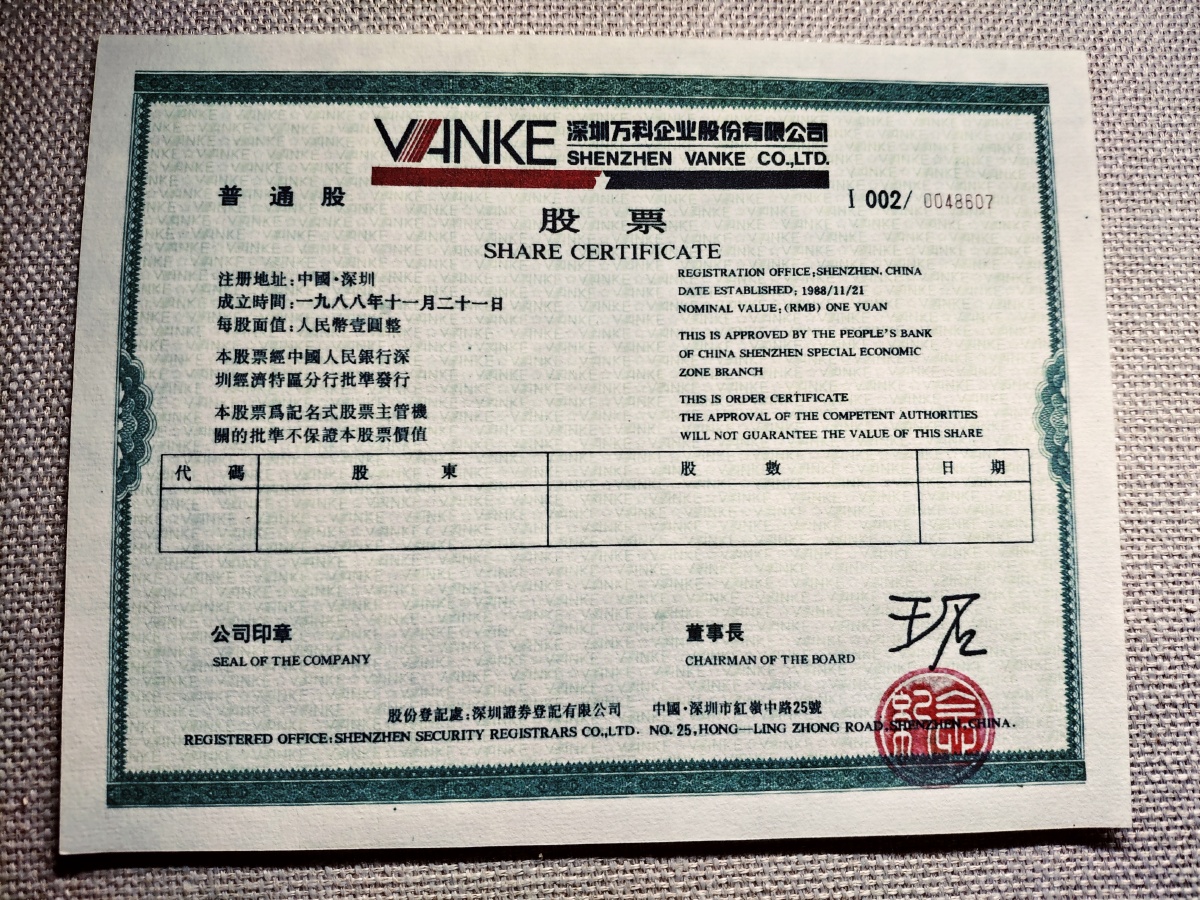 VANKE 深圳万科企业股份有限公司
SHENZHEN VANKE CO.,LTD.
普通股
I 002/ 0048607
股票
SHARE CERTIFICATE
注册地址:中國·深圳
成立時間:一九八八年十一月二十一日
每股面值:人民幣壹圓整
本股票經中國人民銀行深
圳經濟特區分行批準發行
本股票爲記名式股票主管機
關的批準不保證本股票價值
REGISTRATION OFFICE;SHENZHEN, CHINA
DATE ESTABLISHED; 1988/11/21
NOMINAL VALUE;(RMB) ONE YUAN
THIS IS APPROVED BY THE PEOPLE'S BANK
OF CHINA SHENZHEN SPECIAL ECONOMIC
ZONE BRANCH
THIS IS ORDER CERTIFICATE
THE APPROVAL OF THE COMPETENT AUTHORITIES
WILL NOT GUARANTEE THE VALUE OF THIS SHARE
代碼 股東 股數 日期
公司印章
SEAL OF THE COMPANY
董事長
CHAIRMAN OF THE BOARD
股份登記處:深圳證券登記有限公司 中國·深圳市紅嶺中路25號
REGISTERED OFFICE:SHENZHEN SECURITY REGISTRARS CO.,LTD. NO.25,HONG—LING ZHONG ROAD,SHENZHEN,CHINA.